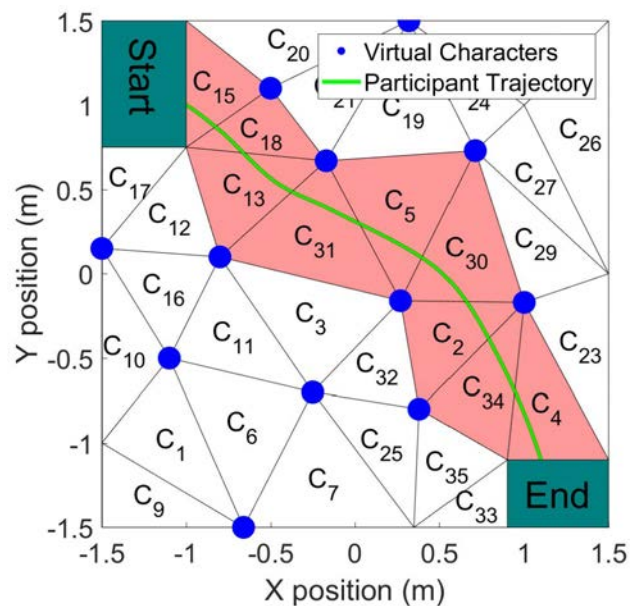 1.5
1
0.5
0
-0.5
-1
-1.5
Y position (m)
-1.5
-1
-0.5
0
0.5
1
1.5
X position (m)
Start
End
Virtual Characters
Participant Trajectory
C20
C15
C21
C19
24
C26
C18
C17
C13
C5
C27
C12
C31
C30
C29
C16
C3
C10
C11
C2
C23
C32
C34
C4
C1
C6
C25
C7
C35
C9
C33